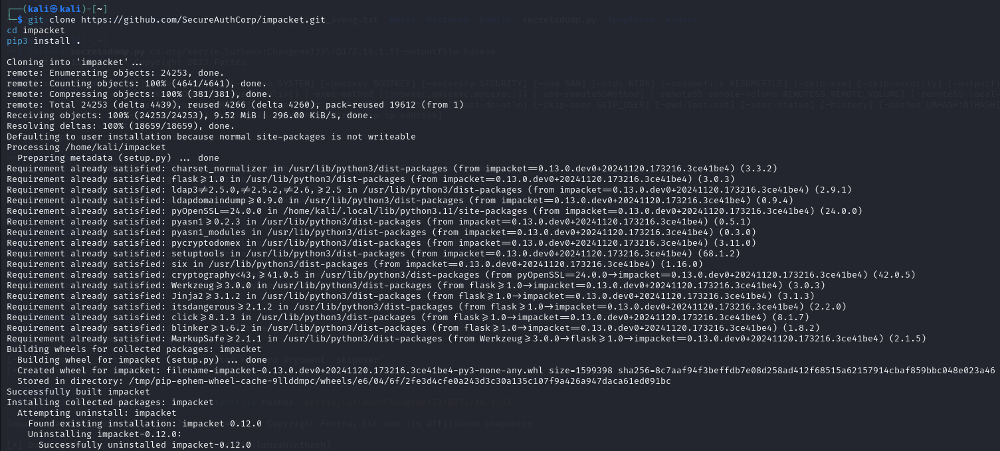 ┌──(kali㉿kali)-[~]
└─$ git clone https://github.com/SecureAuthCorp/impacket.git
cd impacket
pip3 install .
Cloning into 'impacket'...
remote: Enumerating objects: 24253, done.
remote: Counting objects: 100% (4641/4641), done.
remote: Compressing objects: 100% (381/381), done.
remote: Total 24253 (delta 4439), reused 4266 (delta 4260), pack-reused 19612 (from 1)
Receiving objects: 100% (24253/24253), 9.52 MiB | 296.00 KiB/s, done.
Resolving deltas: 100% (18659/18659), done.
Defaulting to user installation because normal site-packages is not writeable
Processing /home/kali/impacket
  Preparing metadata (setup.py) ... done
Requirement already satisfied: charset_normalizer in /usr/lib/python3/dist-packages (from impacket==0.13.0.dev0+20241120.173216.3ce41be4) (3.3.2)
Requirement already satisfied: flask>=1.0 in /usr/lib/python3/dist-packages (from impacket==0.13.0.dev0+20241120.173216.3ce41be4) (3.0.3)
Requirement already satisfied: ldap3!=2.5.0,!=2.5.2,!=2.6,>=2.5 in /usr/lib/python3/dist-packages (from impacket==0.13.0.dev0+20241120.173216.3ce41be4) (2.9.1)
Requirement already satisfied: ldapdomaindump>=0.9.0 in /usr/lib/python3/dist-packages (from impacket==0.13.0.dev0+20241120.173216.3ce41be4) (0.9.4)
Requirement already satisfied: pyOpenSSL==24.0.0 in /home/kali/.local/lib/python3.11/site-packages (from impacket==0.13.0.dev0+20241120.173216.3ce41be4) (24.0.0)
Requirement already satisfied: pyasn1>=0.2.3 in /usr/lib/python3/dist-packages (from impacket==0.13.0.dev0+20241120.173216.3ce41be4) (0.5.1)
Requirement already satisfied: pyasn1_modules in /usr/lib/python3/dist-packages (from impacket==0.13.0.dev0+20241120.173216.3ce41be4) (0.3.0)
Requirement already satisfied: pycryptodomex in /usr/lib/python3/dist-packages (from impacket==0.13.0.dev0+20241120.173216.3ce41be4) (3.11.0)
Requirement already satisfied: setuptools in /usr/lib/python3/dist-packages (from impacket==0.13.0.dev0+20241120.173216.3ce41be4) (68.1.2)
Requirement already satisfied: six in /usr/lib/python3/dist-packages (from impacket==0.13.0.dev0+20241120.173216.3ce41be4) (1.16.0)
Requirement already satisfied: cryptography<43,>=41.0.5 in /usr/lib/python3/dist-packages (from pyOpenSSL==24.0.0->impacket==0.13.0.dev0+20241120.173216.3ce41be4) (42.0.5)
Requirement already satisfied: Werkzeug>=3.0.0 in /usr/lib/python3/dist-packages (from flask>=1.0->impacket==0.13.0.dev0+20241120.173216.3ce41be4) (3.0.3)
Requirement already satisfied: Jinja2>=3.1.2 in /usr/lib/python3/dist-packages (from flask>=1.0->impacket==0.13.0.dev0+20241120.173216.3ce41be4) (3.1.3)
Requirement already satisfied: itsdangerous>=2.1.2 in /usr/lib/python3/dist-packages (from flask>=1.0->impacket==0.13.0.dev0+20241120.173216.3ce41be4) (2.2.0)
Requirement already satisfied: click>=8.1.3 in /usr/lib/python3/dist-packages (from flask>=1.0->impacket==0.13.0.dev0+20241120.173216.3ce41be4) (8.1.7)
Requirement already satisfied: blinker>=1.6.2 in /usr/lib/python3/dist-packages (from flask>=1.0->impacket==0.13.0.dev0+20241120.173216.3ce41be4) (1.8.2)
Requirement already satisfied: MarkupSafe>=2.1.1 in /usr/lib/python3/dist-packages (from Werkzeug>=3.0.0->flask>=1.0->impacket==0.13.0.dev0+20241120.173216.3ce41be4) (2.1.5)
Building wheels for collected packages: impacket
  Building wheel for impacket (setup.py) ... done
  Created wheel for impacket: filename=impacket-0.13.0.dev0+20241120.173216.3ce41be4-py3-none-any.whl size=1599398 sha256=8c7aaf94f3beffdb7e08d258ad412f68515a62157914cbaf859bbc048e023a46
  Stored in directory: /tmp/pip-ephem-wheel-cache-9llddmpc/wheels/e6/04/6f/2fe3d4cfe0a243d3c30a135c107f9a426a947daca61ed091bc
Successfully built impacket
Installing collected packages: impacket
  Attempting uninstall: impacket
    Found existing installation: impacket 0.12.0
    Uninstalling impacket-0.12.0:
      Successfully uninstalled impacket-0.12.0